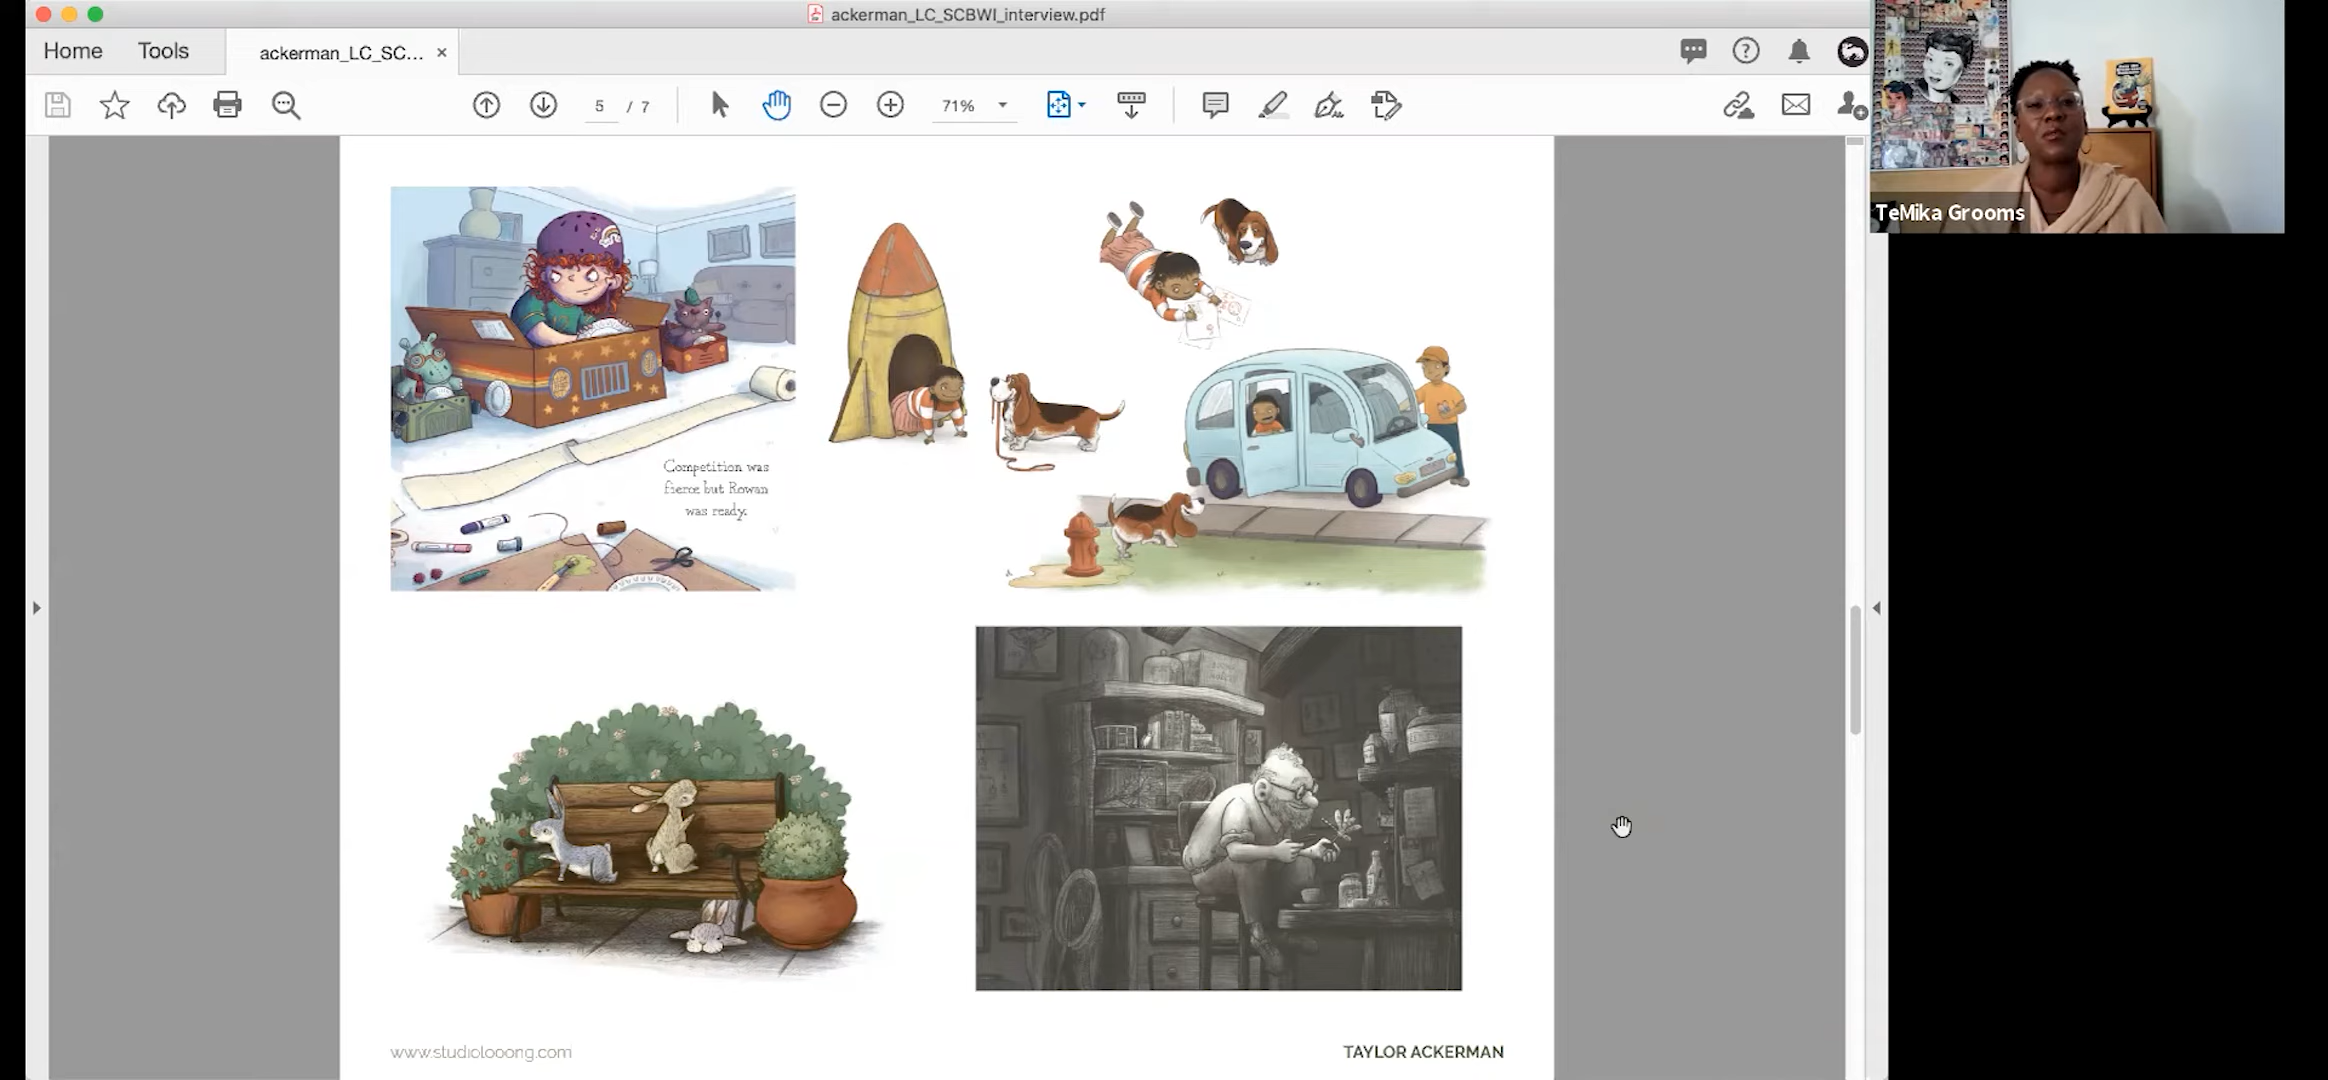 ackerman_LC_SCBWI_interview.pdf
Home
Tools
ackerman_LC_SC...
5 / 7
71%
TeMika Grooms
Competition was
fierce but Rowan
was ready.
www.studiolooong.com
TAYLOR ACKERMAN